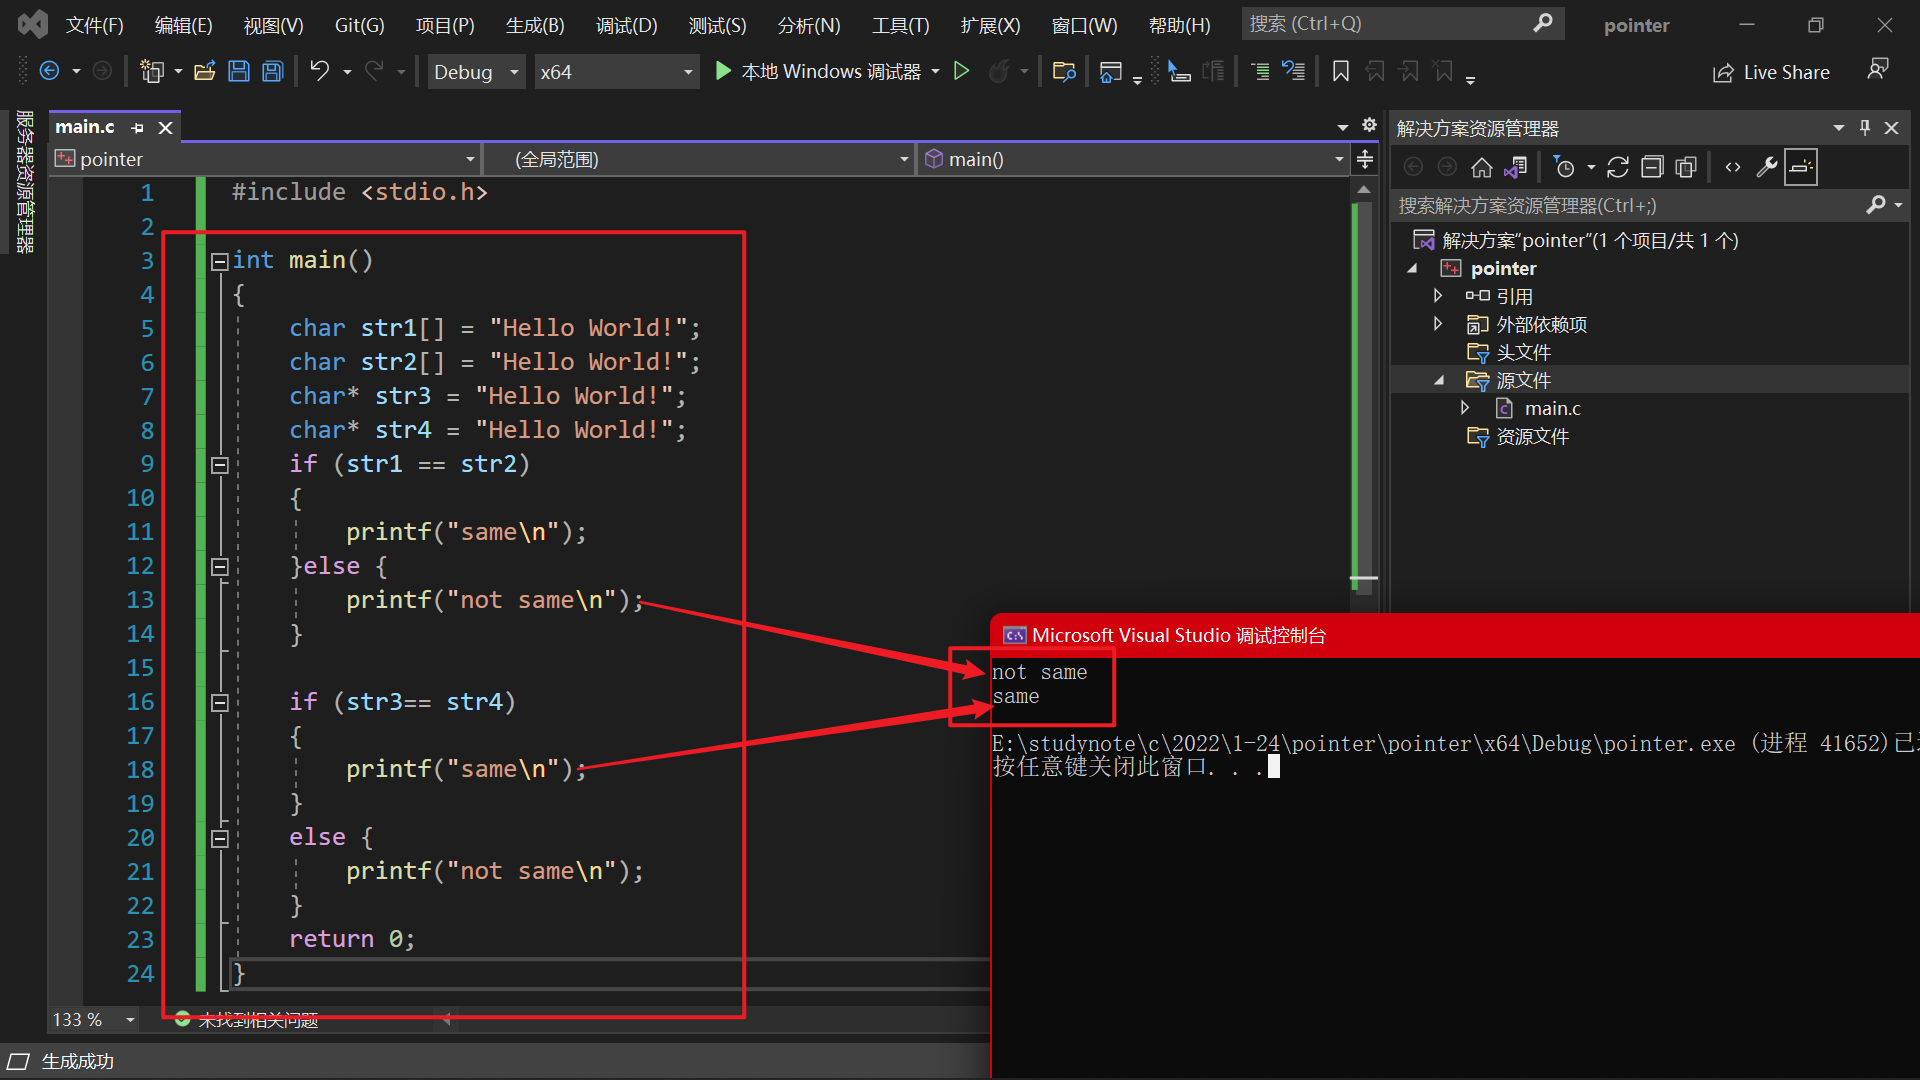 文件(F) 编辑(E) 视图(V) Git(G) 项目(P) 生成(B) 调试(D) 测试(S) 分析(N) 工具(T) 扩展(X) 窗口(W) 帮助(H) 搜索 (Ctrl+Q) pointer
Debug x64 本地 Windows 调试器 Live Share
服务器资源管理器
main.c
pointer (全局范围) main()
1 #include <stdio.h>
2
3 int main()
4 {
5 char str1[] = "Hello World!";
6 char str2[] = "Hello World!";
7 char* str3 = "Hello World!";
8 char* str4 = "Hello World!";
9 if (str1 == str2)
10 {
11 printf("same\n");
12 }else {
13 printf("not same\n");
14 }
15
16 if (str3== str4)
17 {
18 printf("same\n");
19 }
20 else {
21 printf("not same\n");
22 }
23 return 0;
24 }
133 % 未找到相关问题
生成成功
解决方案资源管理器
搜索解决方案资源管理器(Ctrl+;)
解决方案“pointer”(1 个项目/共 1 个)
pointer
引用
外部依赖项
头文件
源文件
main.c
资源文件
Microsoft Visual Studio 调试控制台
not same
same
E:\studynote\c\2022\1-24\pointer\pointer\x64\Debug\pointer.exe (进程 41652)已
按任意键关闭此窗口. . .